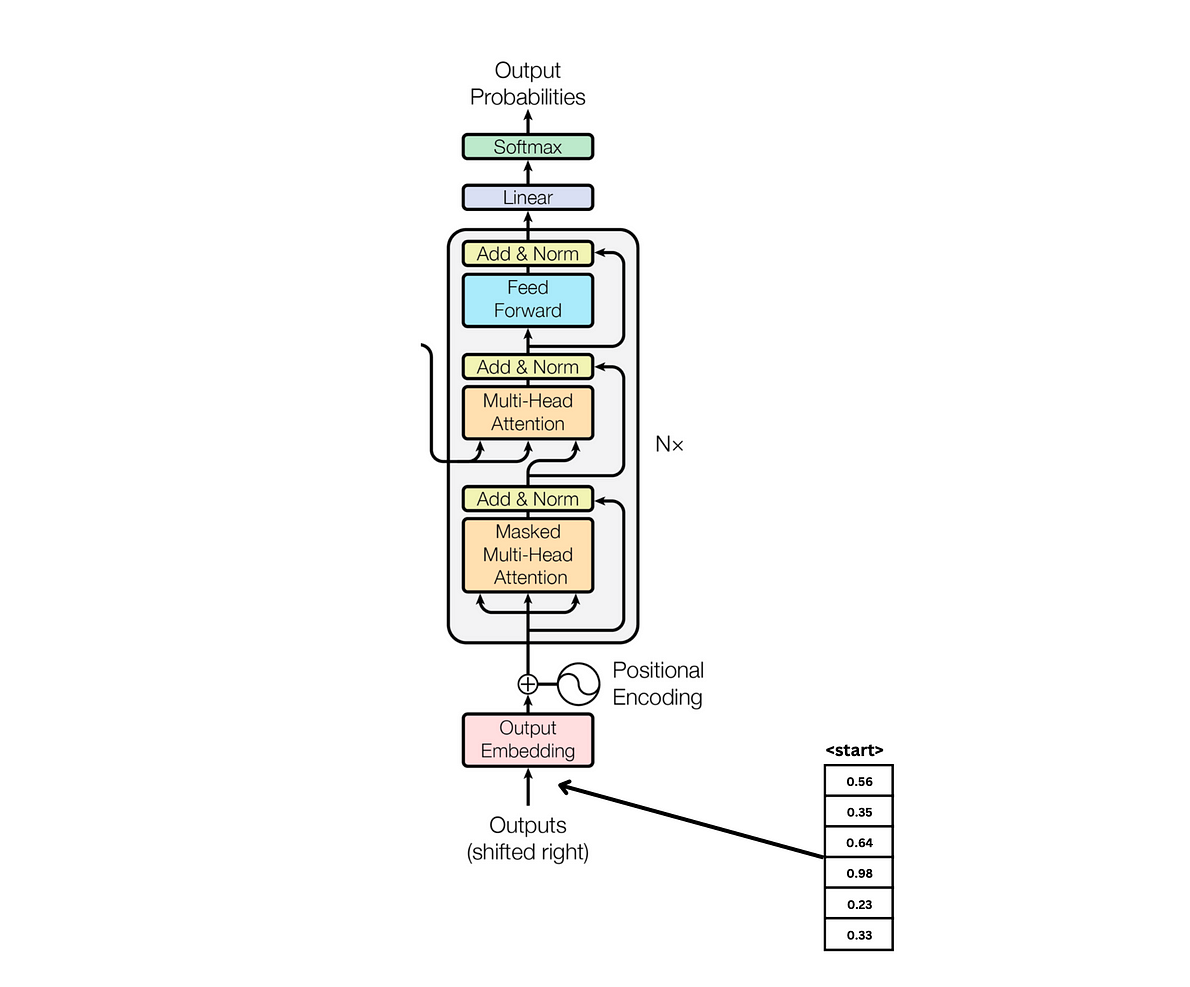 Output
Probabilities
Softmax
Linear
Add & Norm
Feed
Forward
Add & Norm
Multi-Head
Attention
N×
Add & Norm
Masked
Multi-Head
Attention
Positional
Encoding
Output
Embedding
Outputs
(shifted right)
<start>
0.56
0.35
0.64
0.98
0.23
0.33